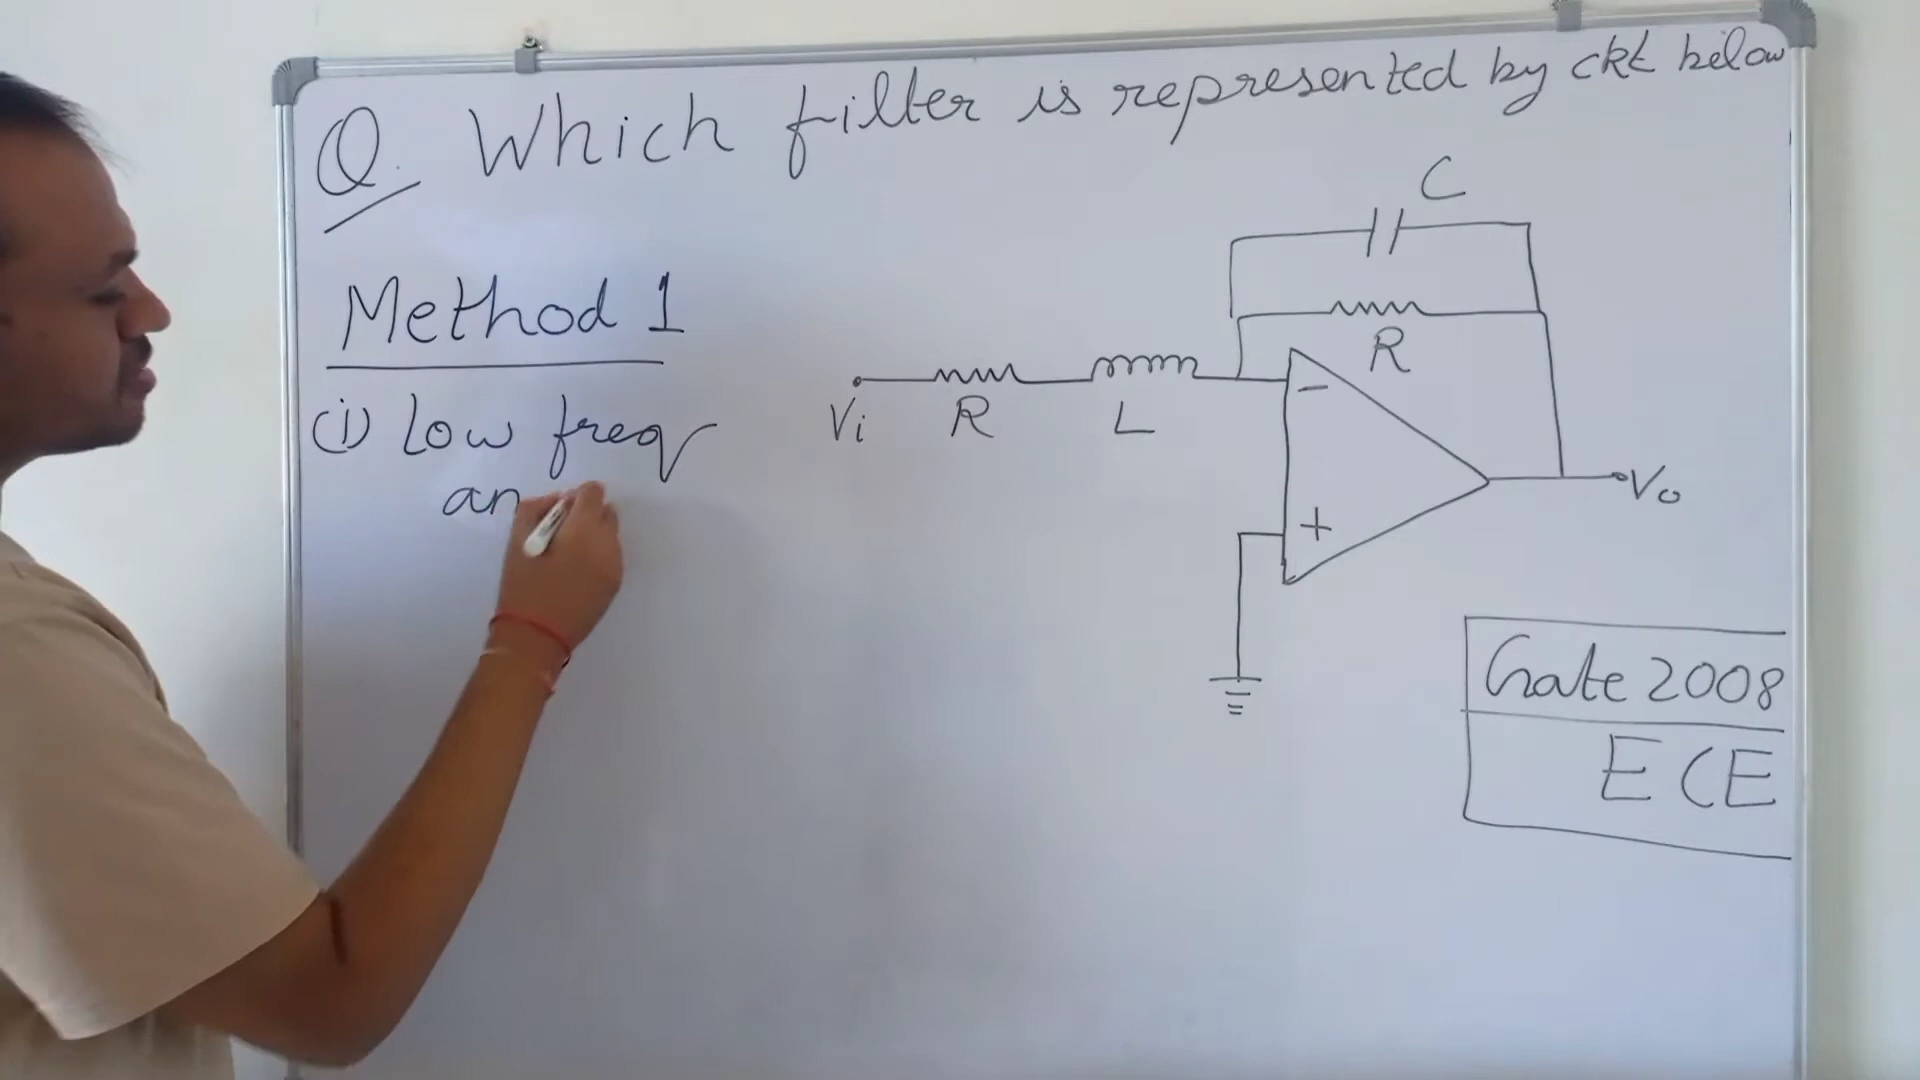 Q. Which filter is represented by ckt below
Method 1
(i) Low freq
an
C
R
Vi
R
L
-
+
Vo
Gate 2008
ECE